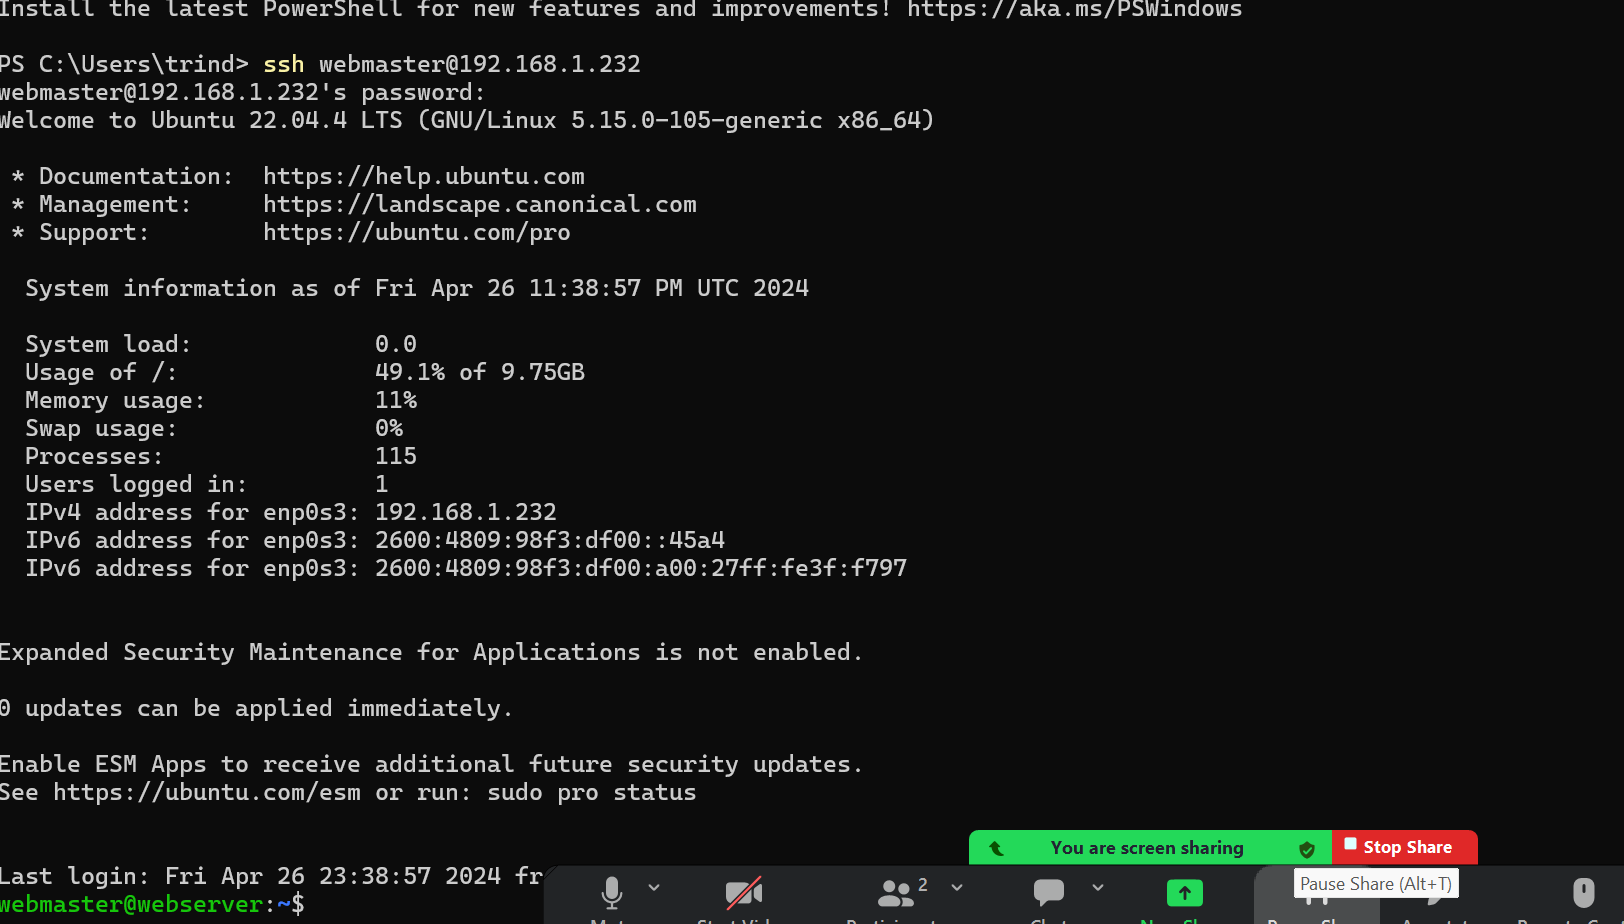 Install the latest PowerShell for new features and improvements! https://aka.ms/PSWindows
PS C:\Users\trind> ssh webmaster@192.168.1.232
webmaster@192.168.1.232's password:
Welcome to Ubuntu 22.04.4 LTS (GNU/Linux 5.15.0-105-generic x86_64)
* Documentation:  https://help.ubuntu.com
* Management:     https://landscape.canonical.com
* Support:        https://ubuntu.com/pro
System information as of Fri Apr 26 11:38:57 PM UTC 2024
System load:             0.0
Usage of /:              49.1% of 9.75GB
Memory usage:            11%
Swap usage:              0%
Processes:               115
Users logged in:         1
IPv4 address for enp0s3: 192.168.1.232
IPv6 address for enp0s3: 2600:4809:98f3:df00::45a4
IPv6 address for enp0s3: 2600:4809:98f3:df00:a00:27ff:fe3f:f797
Expanded Security Maintenance for Applications is not enabled.
0 updates can be applied immediately.
Enable ESM Apps to receive additional future security updates.
See https://ubuntu.com/esm or run: sudo pro status
You are screen sharing Stop Share
Last login: Fri Apr 26 23:38:57 2024 fr
2
Pause Share (Alt+T)
webmaster@webserver:~$